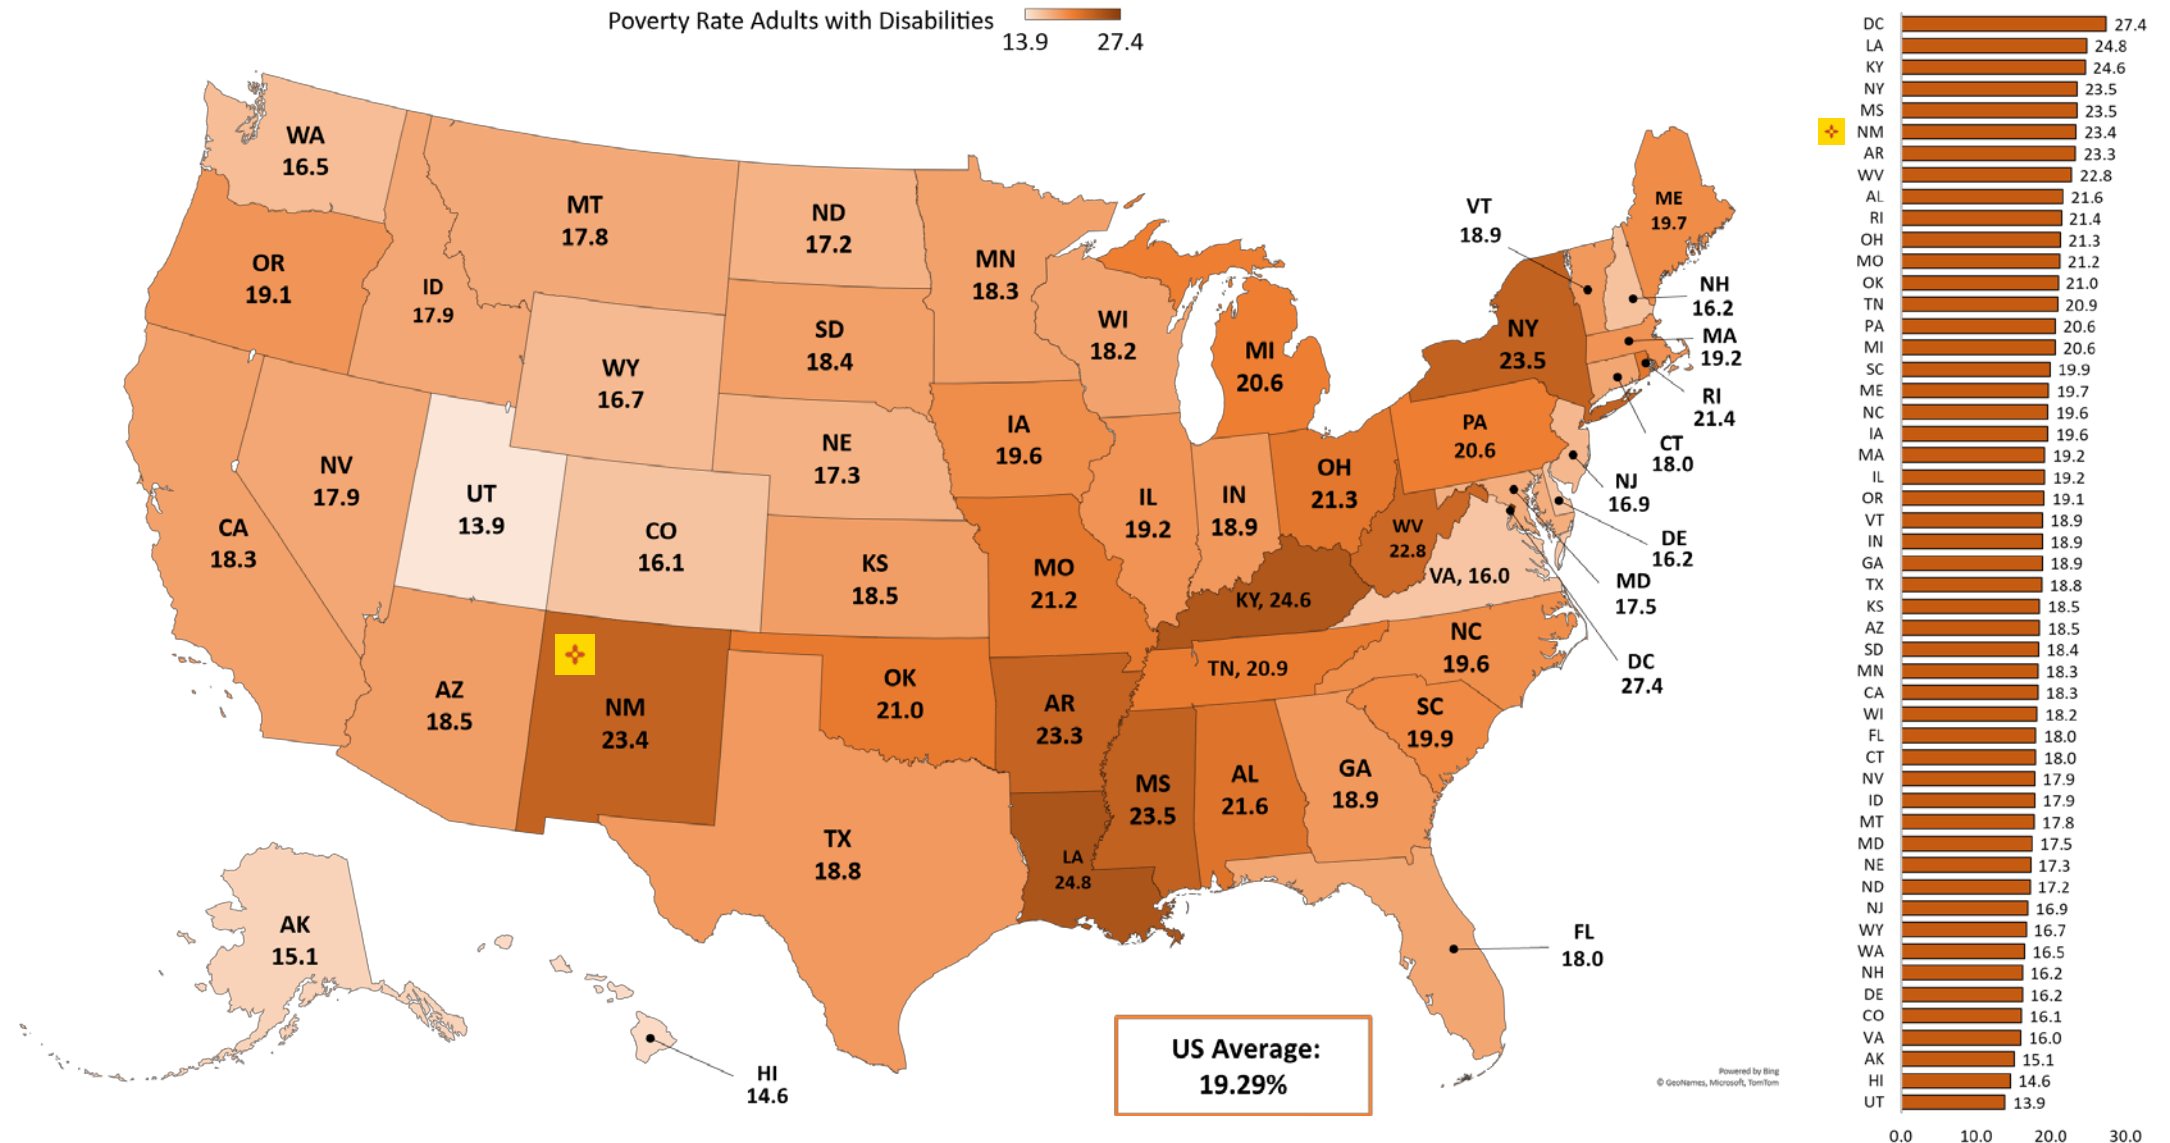 Poverty Rate Adults with Disabilities
13.9 27.4
WA
16.5
OR
19.1
ID
17.9
MT
17.8
ND
17.2
MN
18.3
WI
18.2
SD
18.4
WY
16.7
NE
17.3
IA
19.6
MI
20.6
NV
17.9
UT
13.9
CA
18.3
CO
16.1
KS
18.5
MO
21.2
IL
19.2
IN
18.9
OH
21.3
PA
20.6
NY
23.5
VT
18.9
ME
19.7
NH
16.2
MA
19.2
RI
21.4
CT
18.0
NJ
16.9
DE
16.2
MD
17.5
DC
27.4
WV
22.8
VA, 16.0
KY, 24.6
TN, 20.9
NC
19.6
SC
19.9
AZ
18.5
NM
23.4
OK
21.0
AR
23.3
TX
18.8
LA
24.8
MS
23.5
AL
21.6
GA
18.9
FL
18.0
AK
15.1
HI
14.6
US Average:
19.29%
Powered by Bing
© GeoNames, Microsoft, TomTom
DC 27.4
LA 24.8
KY 24.6
NY 23.5
MS 23.5
NM 23.4
AR 23.3
WV 22.8
AL 21.6
RI 21.4
OH 21.3
MO 21.2
OK 21.0
TN 20.9
PA 20.6
MI 20.6
SC 19.9
ME 19.7
NC 19.6
IA 19.6
MA 19.2
IL 19.2
OR 19.1
VT 18.9
IN 18.9
GA 18.9
TX 18.8
KS 18.5
AZ 18.5
SD 18.4
MN 18.3
CA 18.3
WI 18.2
FL 18.0
CT 18.0
NV 17.9
ID 17.9
MT 17.8
MD 17.5
NE 17.3
ND 17.2
NJ 16.9
WY 16.7
WA 16.5
NH 16.2
DE 16.2
CO 16.1
VA 16.0
AK 15.1
HI 14.6
UT 13.9
0.0 10.0 20.0 30.0